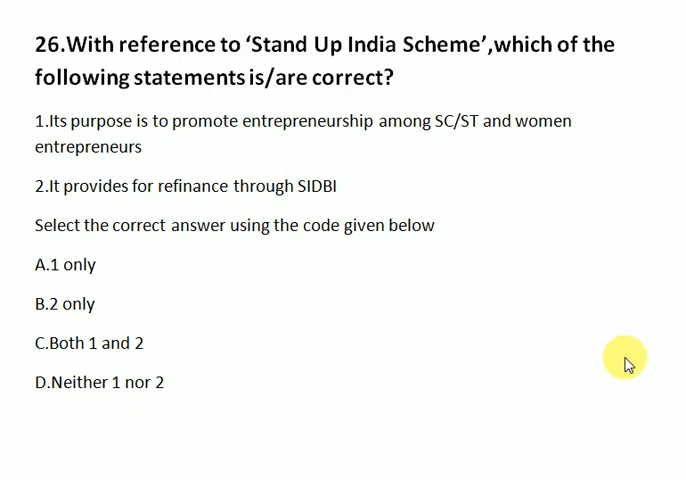 26.With reference to ‘Stand Up India Scheme’,which of the
following statements is/are correct?
1.Its purpose is to promote entrepreneurship among SC/ST and women
entrepreneurs
2.It provides for refinance through SIDBI
Select the correct answer using the code given below
A.1 only
B.2 only
C.Both 1 and 2
D.Neither 1 nor 2